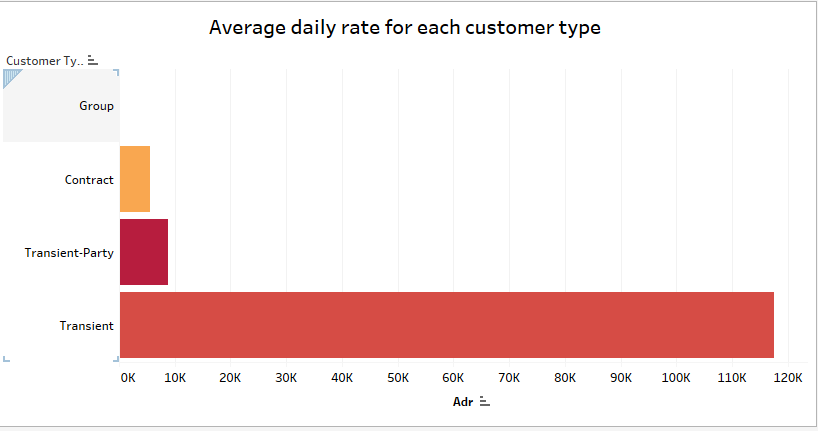 Average daily rate for each customer type
Customer Ty..
Group
Contract
Transient-Party
Transient
0K 10K 20K 30K 40K 50K 60K 70K 80K 90K 100K 110K 120K
Adr